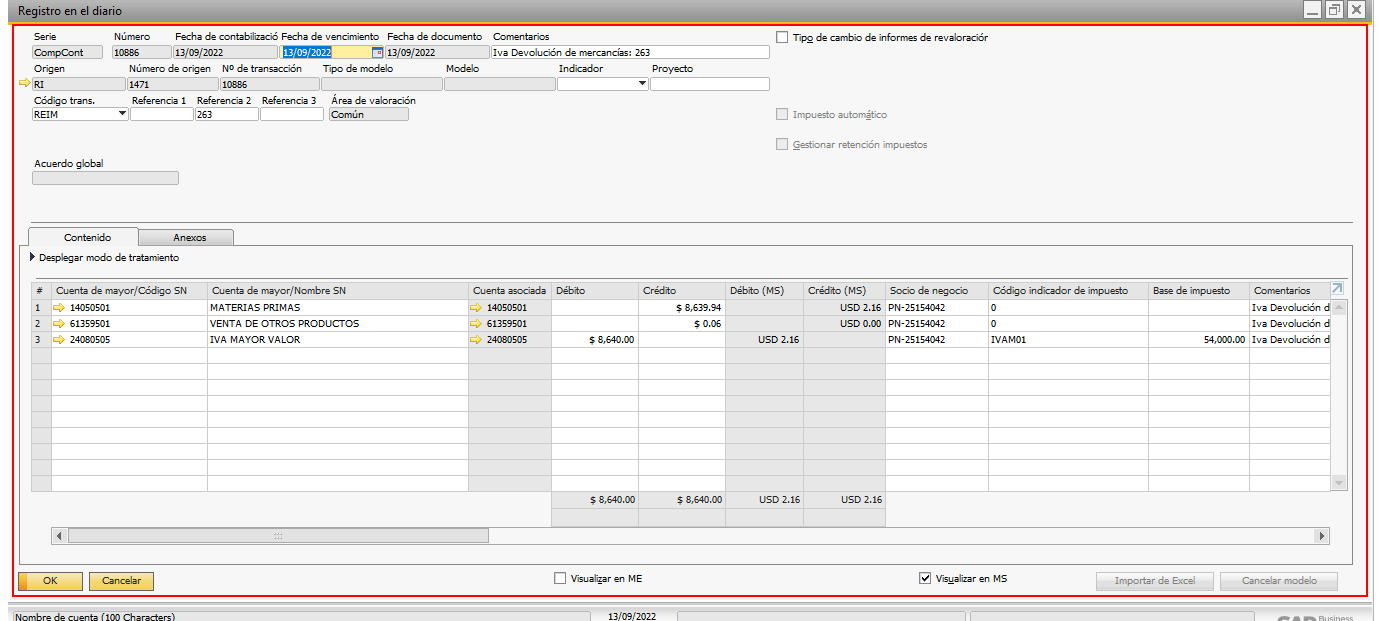 Registro en el diario
Serie Número Fecha de contabilizació Fecha de vencimiento Fecha de documento Comentarios
CompCont 10886 13/09/2022 13/09/2022 13/09/2022 Iva Devolución de mercancías: 263
Tipo de cambio de informes de revaloración
Origen Número de origen Nº de transacción Tipo de modelo Modelo Indicador Proyecto
RI 1471 10886
Código trans. Referencia 1 Referencia 2 Referencia 3 Área de valoración
REIM 263 Común
Impuesto automático
Gestionar retención impuestos
Acuerdo global
Contenido Anexos
Desplegar modo de tratamiento
# Cuenta de mayor/Código SN Cuenta de mayor/Nombre SN Cuenta asociada Débito Crédito Débito (MS) Crédito (MS) Socio de negocio Código indicador de impuesto Base de impuesto Comentarios
1 14050501 MATERIAS PRIMAS 14050501 $ 8,639.94 USD 2.16 PN-25154042 0 Iva Devolución d
2 61359501 VENTA DE OTROS PRODUCTOS 61359501 $ 0.06 USD 0.00 PN-25154042 0 Iva Devolución d
3 24080505 IVA MAYOR VALOR 24080505 $ 8,640.00 USD 2.16 PN-25154042 IVAM01 54,000.00 Iva Devolución d
$ 8,640.00 $ 8,640.00 USD 2.16 USD 2.16
OK Cancelar Visualizar en ME Visualizar en MS Importar de Excel Cancelar modelo
Nombre de cuenta (100 Characters) 13/09/2022 SAP Business